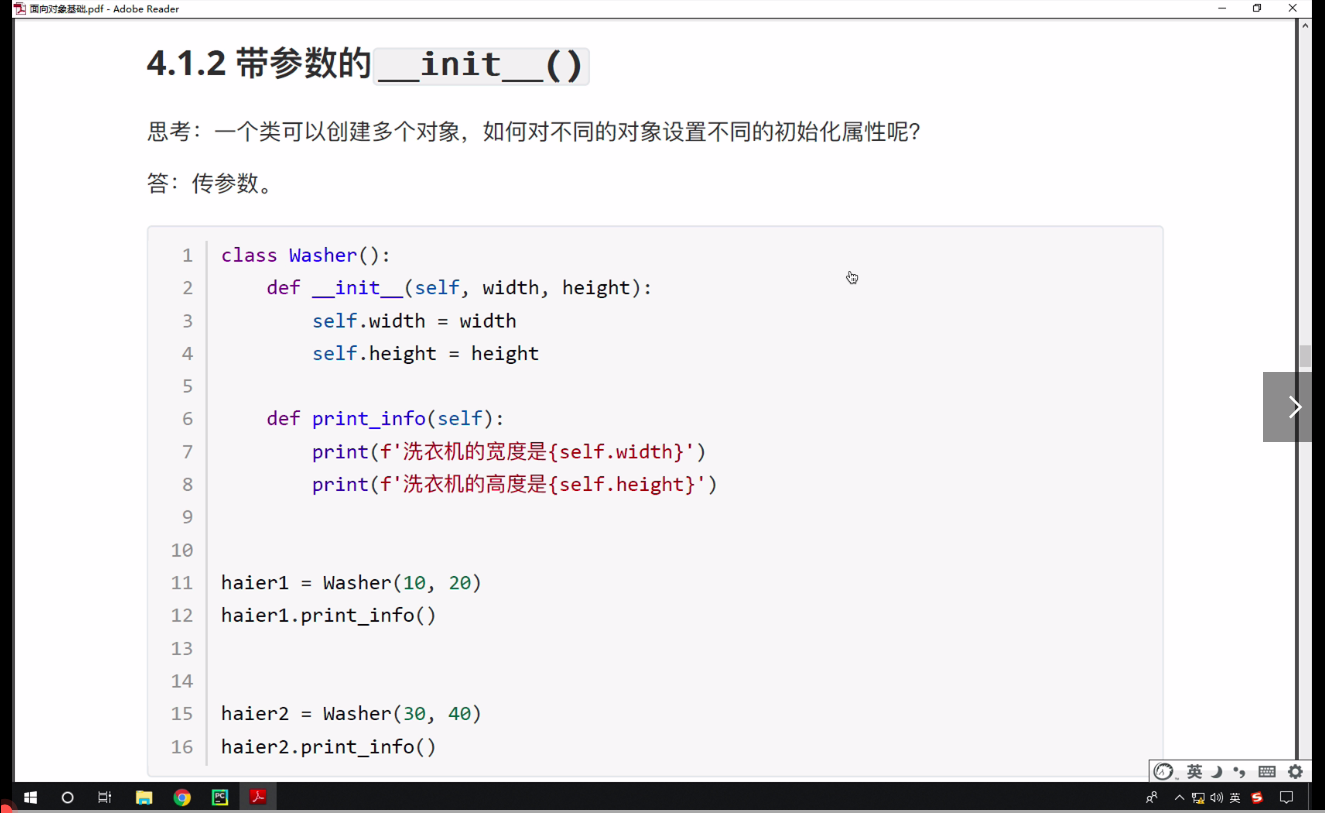 面向对象基础.pdf - Adobe Reader
4.1.2 带参数的__init__()
思考：一个类可以创建多个对象，如何对不同的对象设置不同的初始化属性呢？
答：传参数。
1 class Washer():
2     def __init__(self, width, height):
3         self.width = width
4         self.height = height
5
6     def print_info(self):
7         print(f'洗衣机的宽度是{self.width}')
8         print(f'洗衣机的高度是{self.height}')
9
10
11 haier1 = Washer(10, 20)
12 haier1.print_info()
13
14
15 haier2 = Washer(30, 40)
16 haier2.print_info()
英
PC
英